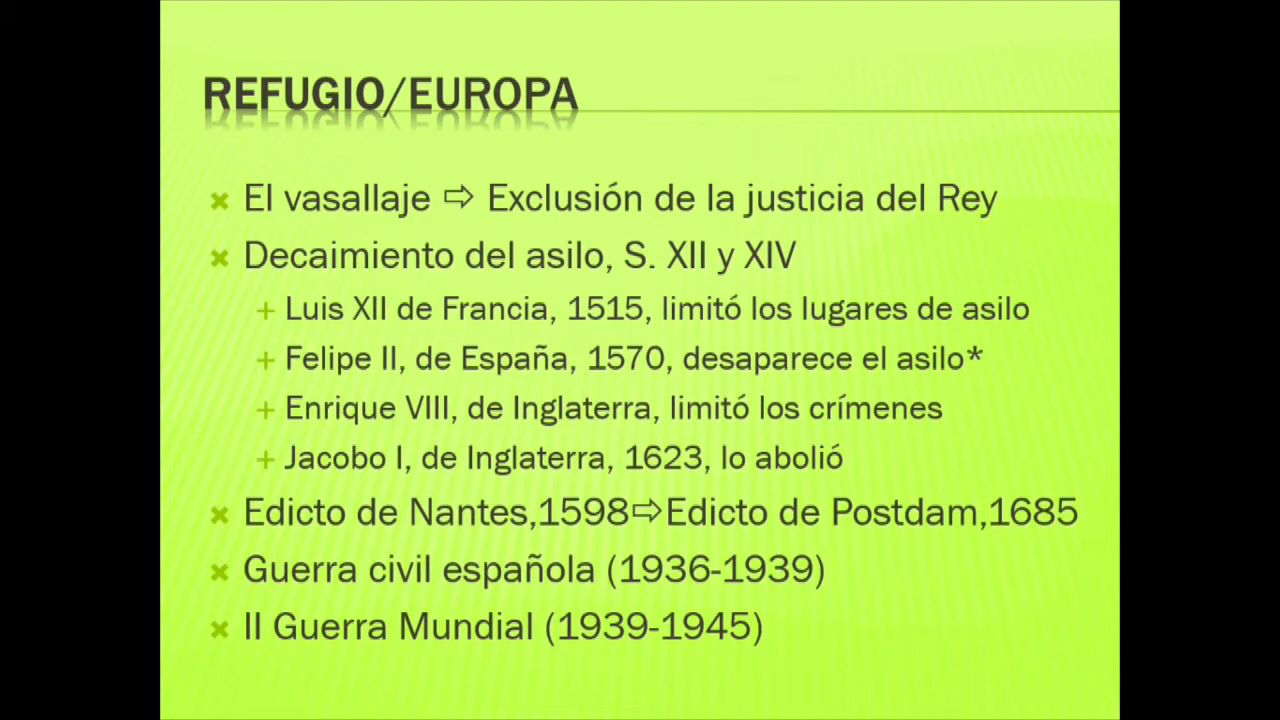 REFUGIO/EUROPA
El vasallaje ⇨ Exclusión de la justicia del Rey
Decaimiento del asilo, S. XII y XIV
Luis XII de Francia, 1515, limitó los lugares de asilo
Felipe II, de España, 1570, desaparece el asilo*
Enrique VIII, de Inglaterra, limitó los crímenes
Jacobo I, de Inglaterra, 1623, lo abolió
Edicto de Nantes,1598⇨Edicto de Postdam,1685
Guerra civil española (1936-1939)
II Guerra Mundial (1939-1945)